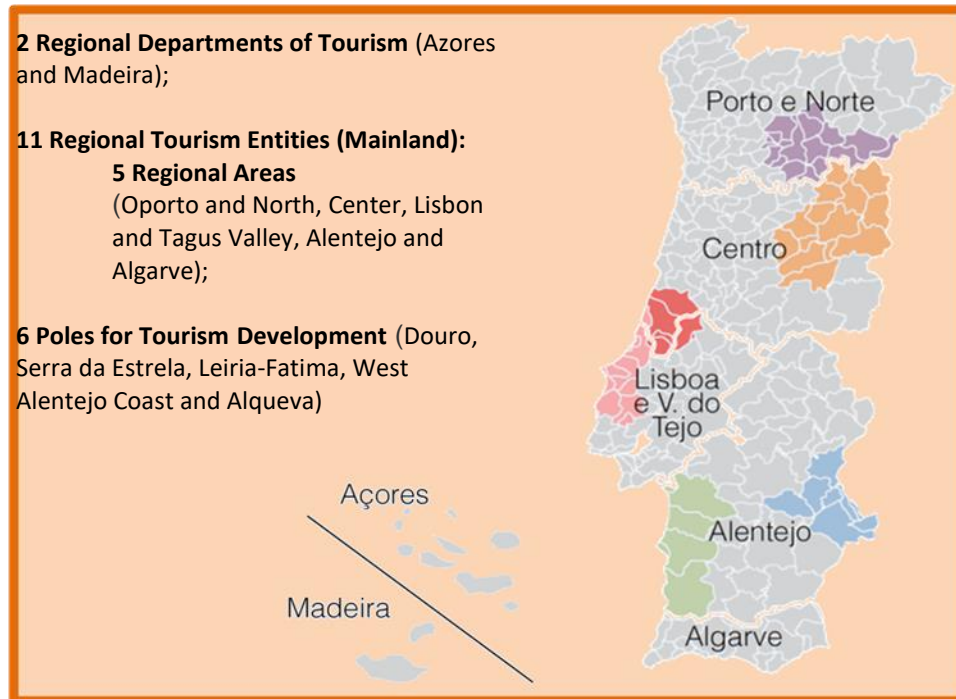 2 Regional Departments of Tourism (Azores
and Madeira);
11 Regional Tourism Entities (Mainland):
5 Regional Areas
(Oporto and North, Center, Lisbon
and Tagus Valley, Alentejo and
Algarve);
6 Poles for Tourism Development (Douro,
Serra da Estrela, Leiria-Fatima, West
Alentejo Coast and Alqueva)
Porto e Norte
Centro
Lisboa
e V. do
Tejo
Alentejo
Algarve
Açores
Madeira